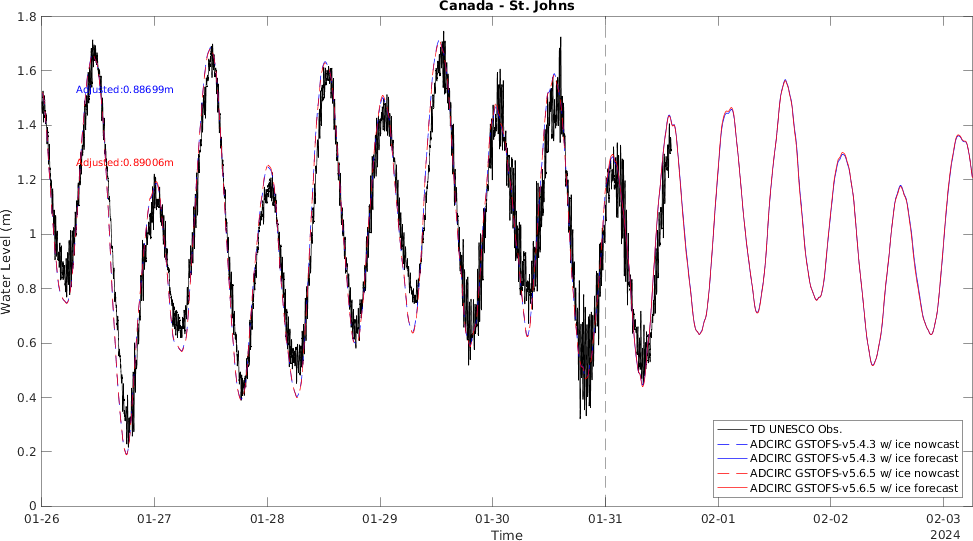 Canada - St. Johns
1.8
1.6
1.4
1.2
1
0.8
0.6
0.4
0.2
0
Water Level (m)
Adjusted:0.88699m
Adjusted:0.89006m
TD UNESCO Obs.
ADCIRC GSTOFS-v5.4.3 w/ ice nowcast
ADCIRC GSTOFS-v5.4.3 w/ ice forecast
ADCIRC GSTOFS-v5.6.5 w/ ice nowcast
ADCIRC GSTOFS-v5.6.5 w/ ice forecast
01-26 01-27 01-28 01-29 01-30 01-31 02-01 02-02 02-03
Time 2024